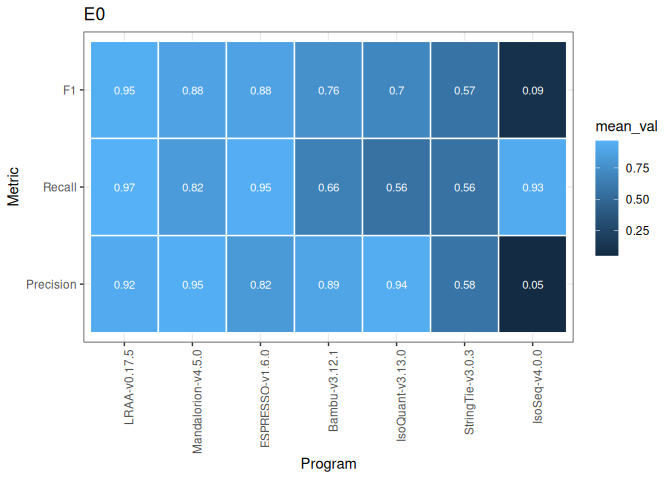 E0
F1
0.95 0.88 0.88 0.76 0.7 0.57 0.09
Recall
0.97 0.82 0.95 0.66 0.56 0.56 0.93
Precision
0.92 0.95 0.82 0.89 0.94 0.58 0.05
Metric
LRAA-v0.17.5
Mandalorion-v4.5.0
ESPRESSO-v1.6.0
Bambu-v3.12.1
IsoQuant-v3.13.0
StringTie-v3.0.3
IsoSeq-v4.0.0
Program
mean_val
0.75
0.50
0.25